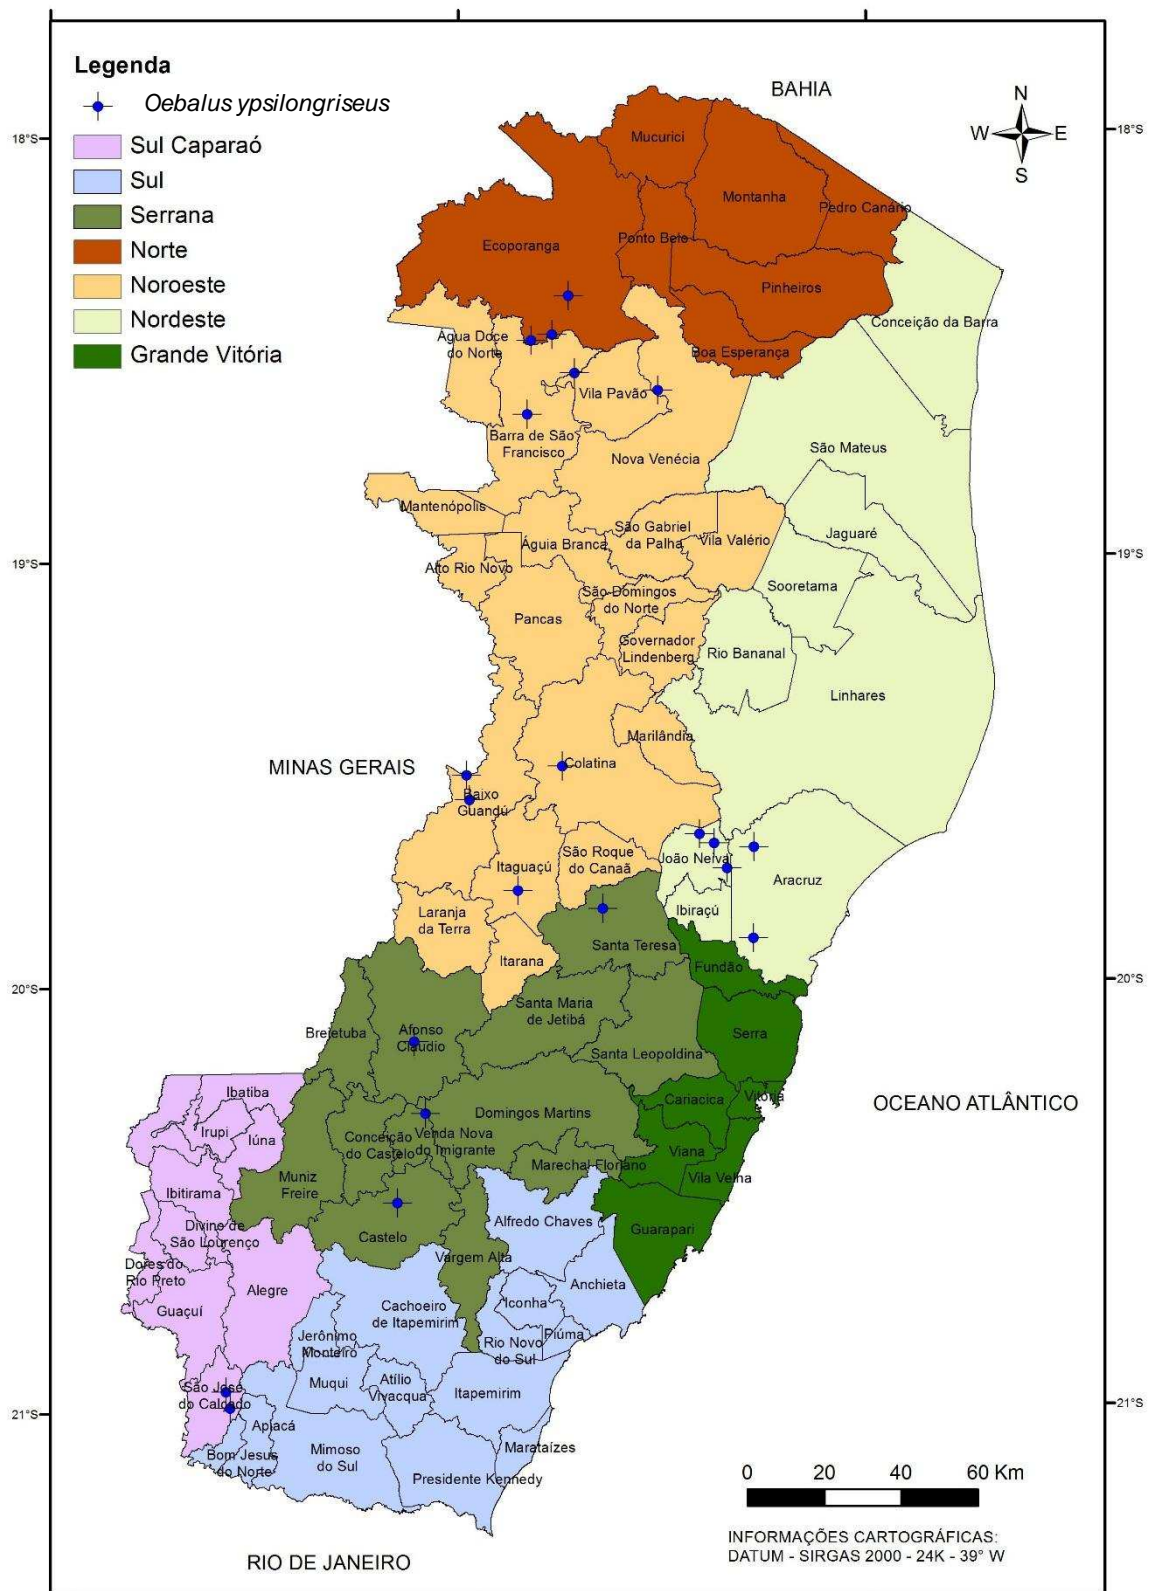 Legenda
Oebalus ypsilongriseus
Sul Caparaó
Sul
Serrana
Norte
Noroeste
Nordeste
Grande Vitória
BAHIA
N
W
E
S
18°S
18°S
Mucurici
Montanha
Pedro Canário
Ecoporanga
Ponto Belo
Pinheiros
Conceição da Barra
Água Doce
do Norte
Boa Esperança
Vila Pavão
Barra de São
Francisco
Nova Venécia
São Mateus
Mantenópolis
São Gabriel
da Palha
Vila Valério
Águia Branca
Jaguaré
19°S
19°S
Alto Rio Novo
Sooretama
São Domingos
do Norte
Pancas
Governador
Lindenberg
Rio Bananal
Linhares
Marilândia
MINAS GERAIS
Colatina
Baixo
Guandú
João Neiva
São Roque
do Canaã
Itaguaçú
Aracruz
Laranja
da Terra
Ibiraçú
Santa Teresa
Itarana
Fundão
20°S
20°S
Santa Maria
de Jetibá
Brejetuba
Afonso
Cláudio
Serra
Santa Leopoldina
Ibatiba
Vitória
Cariacica
OCEANO ATLÂNTICO
Irupi
Iúna
Conceição
do Castelo
Domingos Martins
Venda Nova
do Imigrante
Viana
Marechal Floriano
Vila Velha
Muniz
Freire
Ibitirama
Alfredo Chaves
Guarapari
Divino de
São Lourenço
Castelo
Vargem Alta
Dores do
Rio Preto
Alegre
Anchieta
Guaçuí
Cachoeiro
de Itapemirim
Iconha
Piúma
Jerônimo
Monteiro
Rio Novo
do Sul
São José
do Calçado
Muqui
Atílio
Vivacqua
Itapemirim
21°S
21°S
Apiacá
Bom Jesus
do Norte
Mimoso
do Sul
Marataízes
Presidente Kennedy
0 20 40 60 Km
INFORMAÇÕES CARTOGRÁFICAS:
DATUM - SIRGAS 2000 - 24K - 39° W
RIO DE JANEIRO